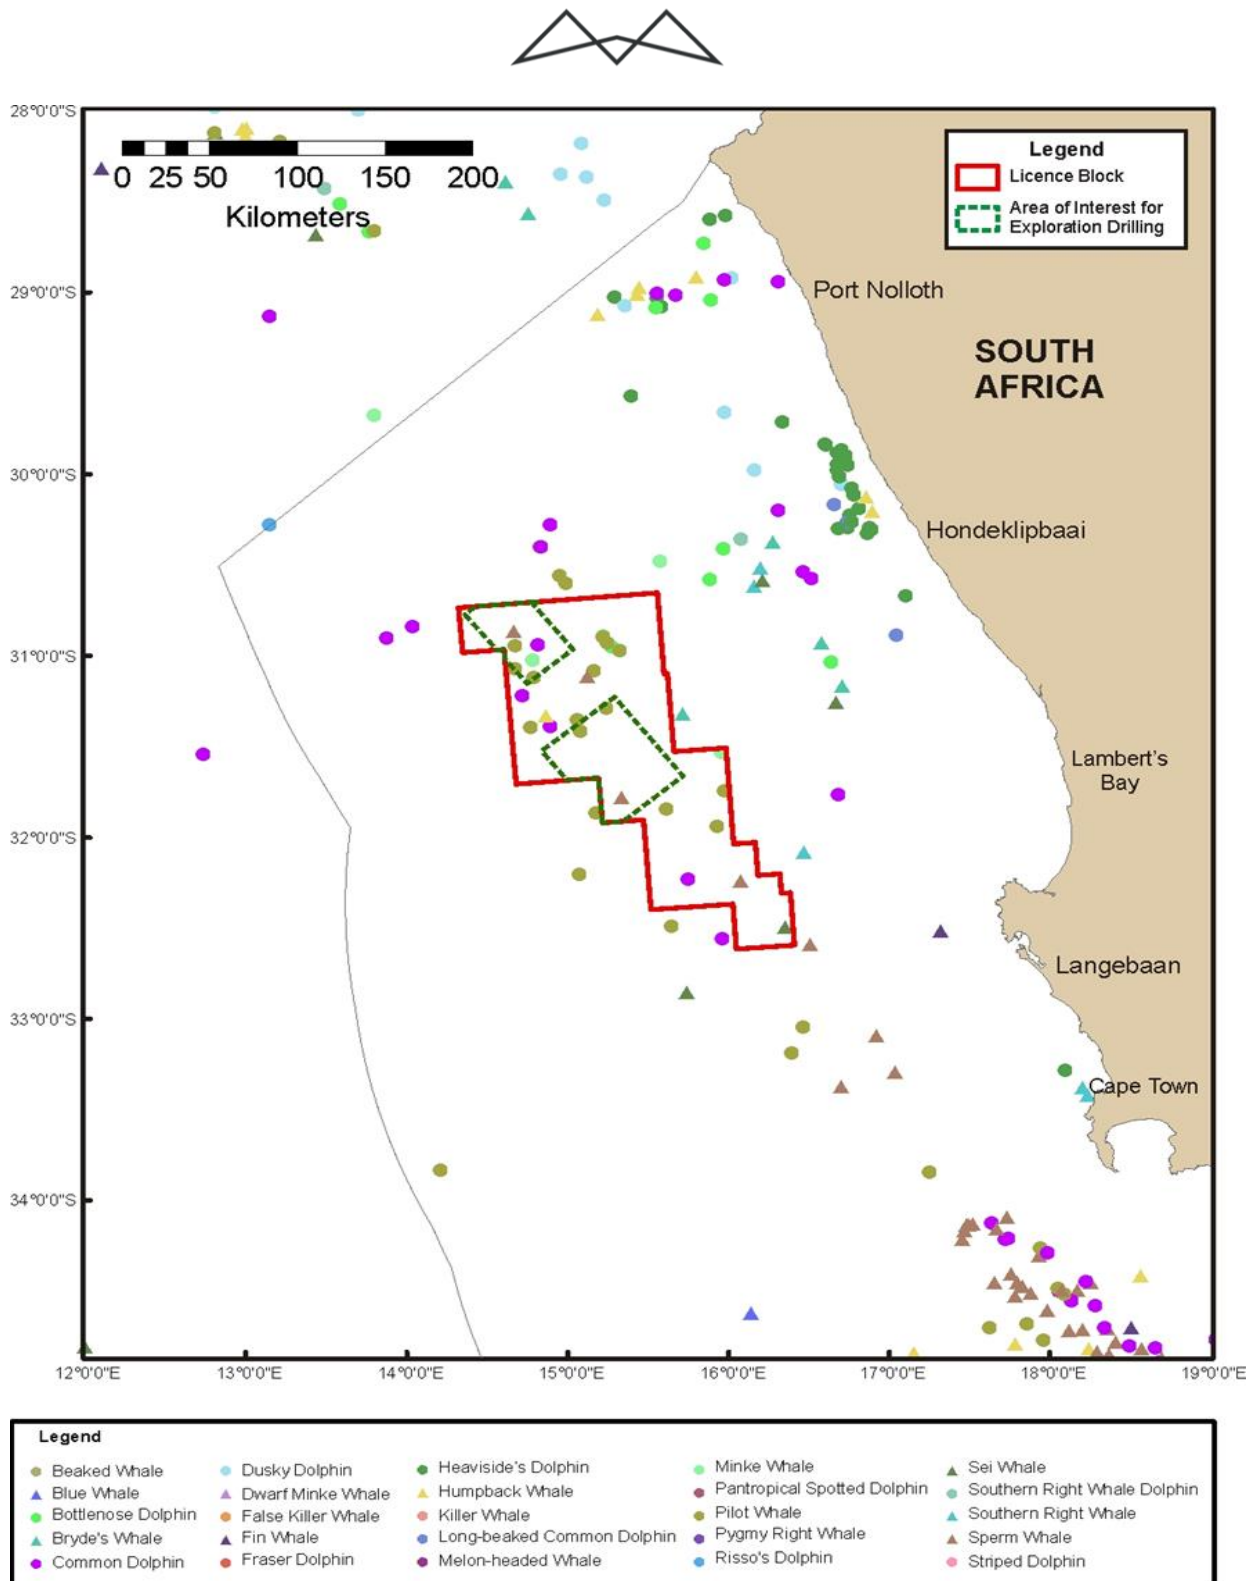 28°0'0"S
0 25 50 100 150 200
Kilometers
Legend
Licence Block
Area of Interest for
Exploration Drilling
29°0'0"S
Port Nolloth
SOUTH
AFRICA
30°0'0"S
Hondeklipbaai
31°0'0"S
Lambert's
Bay
32°0'0"S
Langebaan
33°0'0"S
Cape Town
34°0'0"S
12°0'0"E 13°0'0"E 14°0'0"E 15°0'0"E 16°0'0"E 17°0'0"E 18°0'0"E 19°0'0"E
Legend
Beaked Whale
Blue Whale
Bottlenose Dolphin
Bryde's Whale
Common Dolphin
Dusky Dolphin
Dwarf Minke Whale
False Killer Whale
Fin Whale
Fraser Dolphin
Heaviside's Dolphin
Humpback Whale
Killer Whale
Long-beaked Common Dolphin
Melon-headed Whale
Minke Whale
Pantropical Spotted Dolphin
Pilot Whale
Pygmy Right Whale
Risso's Dolphin
Sei Whale
Southern Right Whale Dolphin
Southern Right Whale
Sperm Whale
Striped Dolphin